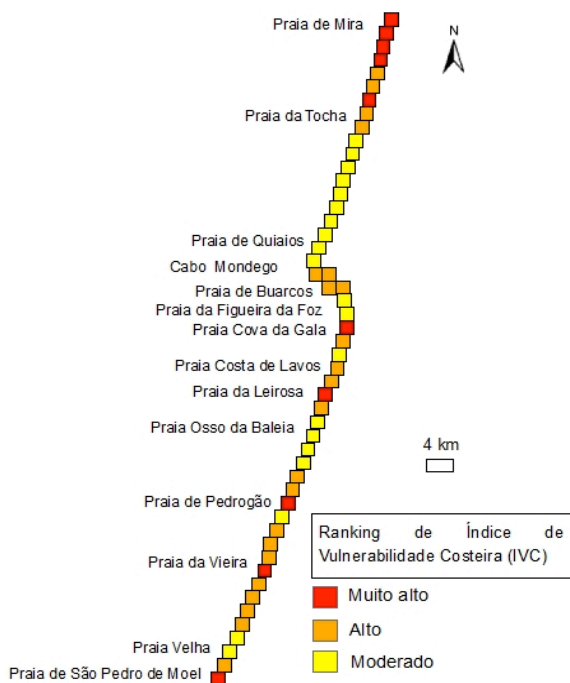 Praia de Mira
N
Praia da Tocha
Praia de Quiaios
Cabo Mondego
Praia de Buarcos
Praia da Figueira da Foz
Praia Cova da Gala
Praia Costa de Lavos
Praia da Leirosa
Praia Osso da Baleia
4 km
Praia de Pedrogão
Ranking de Índice de
Vulnerabilidade Costeira (IVC)
Praia da Vieira
Muito alto
Alto
Praia Velha
Moderado
Praia de São Pedro de Moel